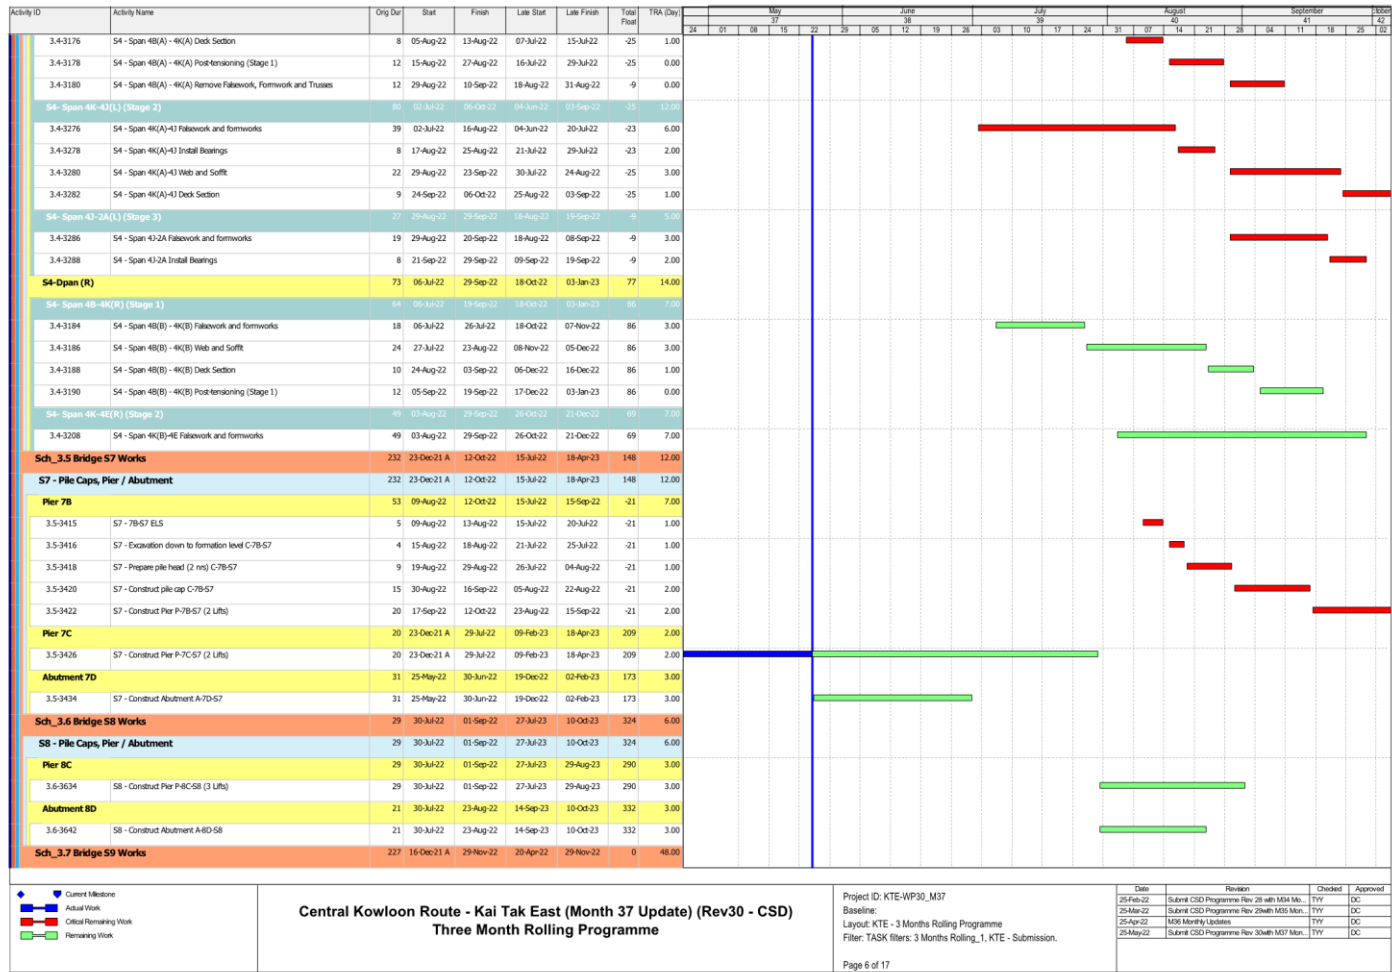 Activity ID Activity Name Orig Dur Start Finish Late Start Late Finish Total Float TRA (Day) May June July August September
37 38 39 40 41 42
24 01 08 15 22 29 05 12 19 26 03 10 17 24 31 07 14 21 28 04 11 18 25 02
3.4-3176 S4 - Span 4B(A) - 4K(A) Deck Section 8 05-Aug-22 13-Aug-22 07-Jul-22 15-Jul-22 -25 1.00
3.4-3178 S4 - Span 4B(A) - 4K(A) Post-tensioning (Stage 1) 12 15-Aug-22 27-Aug-22 16-Jul-22 29-Jul-22 -25 0.00
3.4-3180 S4 - Span 4B(A) - 4K(A) Remove Falsework, Formwork and Trusses 12 29-Aug-22 10-Sep-22 18-Aug-22 31-Aug-22 -9 0.00
S4- Span 4K-4J(L) (Stage 2) 80 02-Jul-22 06-Oct-22 04-Jun-22 03-Sep-22 -25 12.00
3.4-3276 S4 - Span 4K(A)-4J Falsework and formworks 39 02-Jul-22 16-Aug-22 04-Jun-22 20-Jul-22 -23 6.00
3.4-3278 S4 - Span 4K(A)-4J Install Bearings 8 17-Aug-22 25-Aug-22 21-Jul-22 29-Jul-22 -23 2.00
3.4-3280 S4 - Span 4K(A)-4J Web and Soffit 22 29-Aug-22 23-Sep-22 30-Jul-22 24-Aug-22 -25 3.00
3.4-3282 S4 - Span 4K(A)-4J Deck Section 9 24-Sep-22 06-Oct-22 25-Aug-22 03-Sep-22 -25 1.00
S4- Span 4J-2A(L) (Stage 3) 27 29-Aug-22 29-Sep-22 18-Aug-22 19-Sep-22 -9 5.00
3.4-3286 S4 - Span 4J-2A Falsework and formworks 19 29-Aug-22 20-Sep-22 18-Aug-22 08-Sep-22 -9 3.00
3.4-3288 S4 - Span 4J-2A Install Bearings 8 21-Sep-22 29-Sep-22 09-Sep-22 19-Sep-22 -9 2.00
S4-Dpan (R) 73 06-Jul-22 29-Sep-22 18-Oct-22 03-Jan-23 77 14.00
S4- Span 4B-4K(R) (Stage 1) 64 06-Jul-22 19-Sep-22 18-Oct-22 03-Jan-23 86 7.00
3.4-3184 S4 - Span 4B(B) - 4K(B) Falsework and formworks 18 06-Jul-22 26-Jul-22 18-Oct-22 07-Nov-22 86 3.00
3.4-3186 S4 - Span 4B(B) - 4K(B) Web and Soffit 24 27-Jul-22 23-Aug-22 08-Nov-22 05-Dec-22 86 3.00
3.4-3188 S4 - Span 4B(B) - 4K(B) Deck Section 10 24-Aug-22 03-Sep-22 06-Dec-22 16-Dec-22 86 1.00
3.4-3190 S4 - Span 4B(B) - 4K(B) Post-tensioning (Stage 1) 12 05-Sep-22 19-Sep-22 17-Dec-22 03-Jan-23 86 0.00
S4- Span 4K-4E(R) (Stage 2) 49 03-Aug-22 29-Sep-22 26-Oct-22 21-Dec-22 69 7.00
3.4-3208 S4 - Span 4K(B)-4E Falsework and formworks 49 03-Aug-22 29-Sep-22 26-Oct-22 21-Dec-22 69 7.00
Sch_3.5 Bridge S7 Works 232 23-Dec-21 A 12-Oct-22 15-Jul-22 18-Apr-23 148 12.00
S7 - Pile Caps, Pier / Abutment 232 23-Dec-21 A 12-Oct-22 15-Jul-22 18-Apr-23 148 12.00
Pier 7B 53 09-Aug-22 12-Oct-22 15-Jul-22 15-Sep-22 -21 7.00
3.5-3415 S7 - 7B-S7 ELS 5 09-Aug-22 13-Aug-22 15-Jul-22 20-Jul-22 -21 1.00
3.5-3416 S7 - Excavation down to formation level C-7B-S7 4 15-Aug-22 18-Aug-22 21-Jul-22 25-Jul-22 -21 1.00
3.5-3418 S7 - Prepare pile head (2 nrs) C-7B-S7 9 19-Aug-22 29-Aug-22 26-Jul-22 04-Aug-22 -21 1.00
3.5-3420 S7 - Construct pile cap C-7B-S7 15 30-Aug-22 16-Sep-22 05-Aug-22 22-Aug-22 -21 2.00
3.5-3422 S7 - Construct Pier P-7B-S7 (2 Lifts) 20 17-Sep-22 12-Oct-22 23-Aug-22 15-Sep-22 -21 2.00
Pier 7C 20 23-Dec-21 A 29-Jul-22 09-Feb-23 18-Apr-23 209 2.00
3.5-3426 S7 - Construct Pier P-7C-S7 (2 Lifts) 20 23-Dec-21 A 29-Jul-22 09-Feb-23 18-Apr-23 209 2.00
Abutment 7D 31 25-May-22 30-Jun-22 19-Dec-22 02-Feb-23 173 3.00
3.5-3434 S7 - Construct Abutment A-7D-S7 31 25-May-22 30-Jun-22 19-Dec-22 02-Feb-23 173 3.00
Sch_3.6 Bridge S8 Works 29 30-Jul-22 01-Sep-22 27-Jul-23 10-Oct-23 324 6.00
S8 - Pile Caps, Pier / Abutment 29 30-Jul-22 01-Sep-22 27-Jul-23 10-Oct-23 324 6.00
Pier 8C 29 30-Jul-22 01-Sep-22 27-Jul-23 29-Aug-23 290 3.00
3.6-3634 S8 - Construct Pier P-8C-S8 (3 Lifts) 29 30-Jul-22 01-Sep-22 27-Jul-23 29-Aug-23 290 3.00
Abutment 8D 21 30-Jul-22 23-Aug-22 14-Sep-23 10-Oct-23 332 3.00
3.6-3642 S8 - Construct Abutment A-8D-S8 21 30-Jul-22 23-Aug-22 14-Sep-23 10-Oct-23 332 3.00
Sch_3.7 Bridge S9 Works 227 16-Dec-21 A 29-Nov-22 20-Apr-22 29-Nov-22 0 48.00
Current Milestone
Actual Work
Critical Remaining Work
Remaining Work
Central Kowloon Route - Kai Tak East (Month 37 Update) (Rev30 - CSD)
Three Month Rolling Programme
Project ID: KTE-WP30_M37
Baseline:
Layout: KTE - 3 Months Rolling Programme
Filter: TASK filters: 3 Months Rolling_1, KTE - Submission.
Page 6 of 17
Date Revision Checked Approved
25-Feb-22 Submit CSD Programme Rev 28 with M34 Mo... TYY DC
25-Mar-22 Submit CSD Programme Rev 29with M35 Mon... TYY DC
25-Apr-22 M36 Monthly Updates TYY DC
25-May-22 Submit CSD Programme Rev 30with M37 Mon... TYY DC